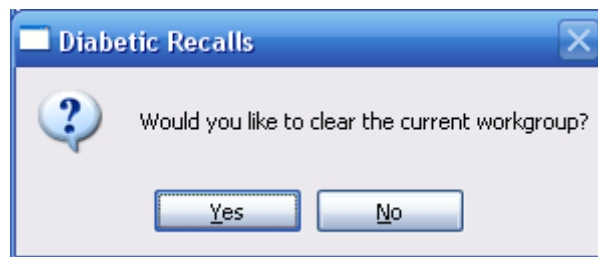 Diabetic Recalls
Would you like to clear the current workgroup?
Yes No